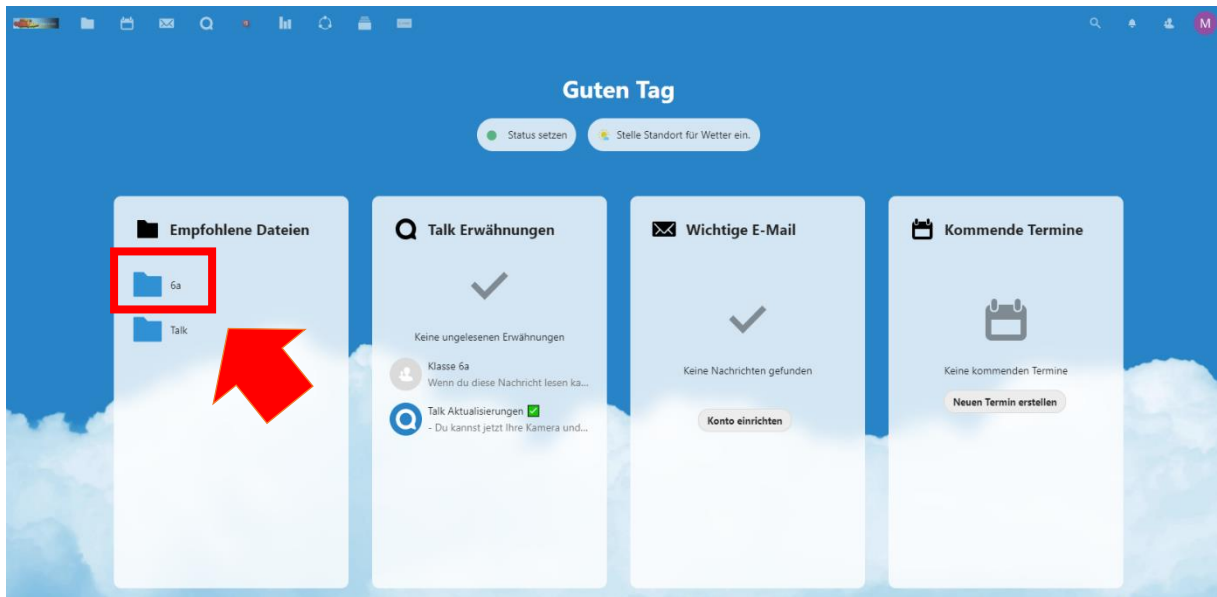 M
Guten Tag
Status setzen
Stelle Standort für Wetter ein.
Empfohlene Dateien
6a
Talk
Talk Erwähnungen
Keine ungelesenen Erwähnungen
Klasse 6a
Wenn du diese Nachricht lesen ka...
Talk Aktualisierungen ✅
- Du kannst jetzt Ihre Kamera und...
Wichtige E-Mail
Keine Nachrichten gefunden
Konto einrichten
Kommende Termine
Keine kommenden Termine
Neuen Termin erstellen